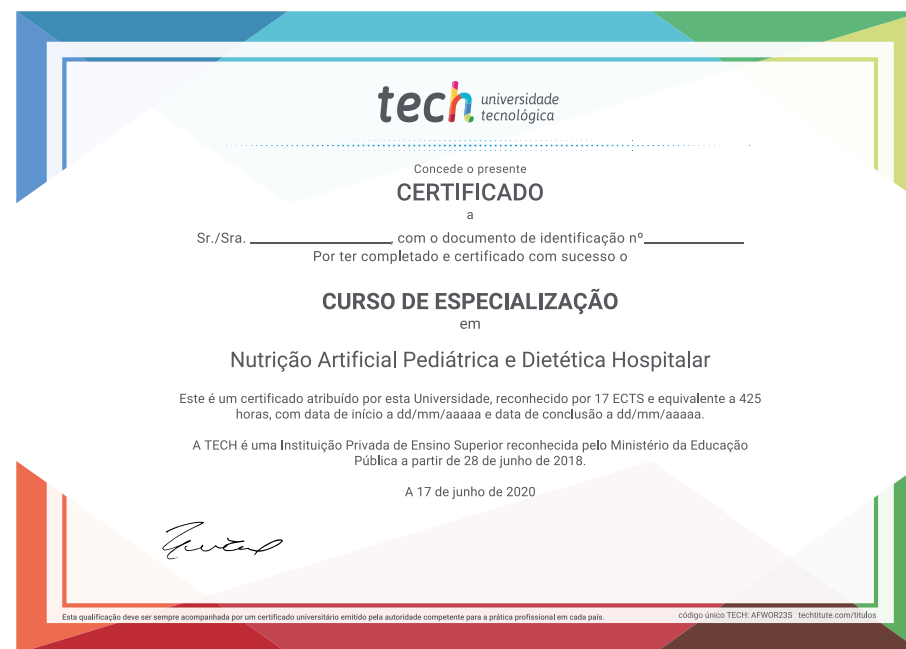 tech universidade
tecnológica
Concede o presente
CERTIFICADO
a
Sr./Sra. ____________________, com o documento de identificação nº______________
Por ter completado e certificado com sucesso o
CURSO DE ESPECIALIZAÇÃO
em
Nutrição Artificial Pediátrica e Dietética Hospitalar
Este é um certificado atribuído por esta Universidade, reconhecido por 17 ECTS e equivalente a 425
horas, com data de início a dd/mm/aaaaa e data de conclusão a dd/mm/aaaaa.
A TECH é uma Instituição Privada de Ensino Superior reconhecida pelo Ministério da Educação
Pública a partir de 28 de junho de 2018.
A 17 de junho de 2020
Esta qualificação deve ser sempre acompanhada por um certificado universitário emitido pela autoridade competente para a prática profissional em cada país.
código único TECH: AFWOR23S techtitute.com/titulos